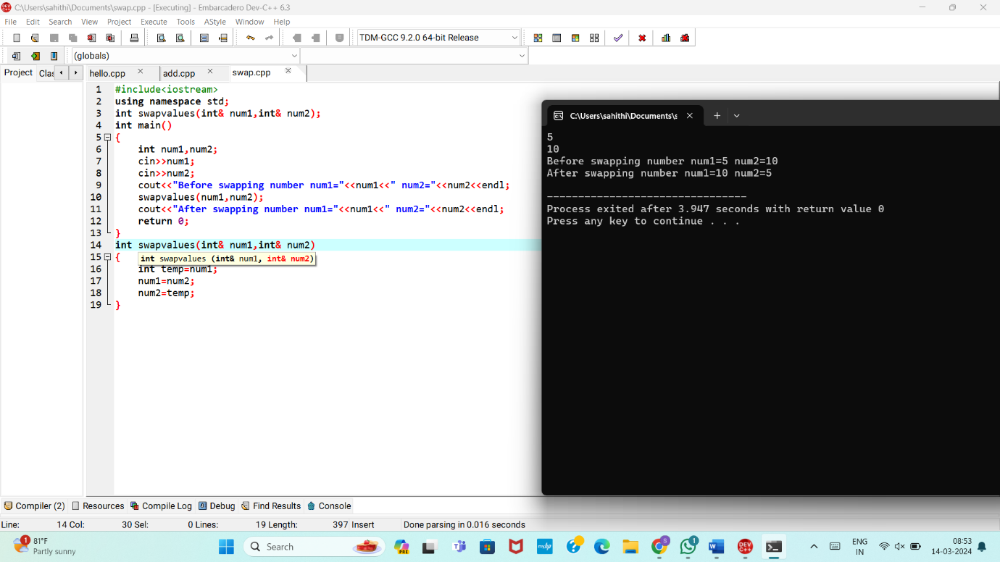 C:\Users\sahithi\Documents\swap.cpp - [Executing] - Embarcadero Dev-C++ 6.3
File Edit Search View Project Execute Tools AStyle Window Help
TDM-GCC 9.2.0 64-bit Release
(globals)
Project Clas hello.cpp add.cpp swap.cpp
1 #include<iostream>
2 using namespace std;
3 int swapvalues(int& num1,int& num2);
4 int main()
5 {
6 int num1,num2;
7 cin>>num1;
8 cin>>num2;
9 cout<<"Before swapping number num1="<<num1<<" num2="<<num2<<endl;
10 swapvalues(num1,num2);
11 cout<<"After swapping number num1="<<num1<<" num2="<<num2<<endl;
12 return 0;
13 }
14 int swapvalues(int& num1,int& num2)
15 {
int swapvalues (int& num1, int& num2)
16 int temp=num1;
17 num1=num2;
18 num2=temp;
19 }
C:\Users\sahithi\Documents\s
5
10
Before swapping number num1=5 num2=10
After swapping number num1=10 num2=5
--------------------------------
Process exited after 3.947 seconds with return value 0
Press any key to continue . . .
Compiler (2) Resources Compile Log Debug Find Results Console
Line: 14 Col: 30 Sel: 0 Lines: 19 Length: 397 Insert Done parsing in 0.016 seconds
1 81°F
Partly sunny
Search
PRE
myhp
S
1
DEV C++
ENG
IN
08:53
14-03-2024